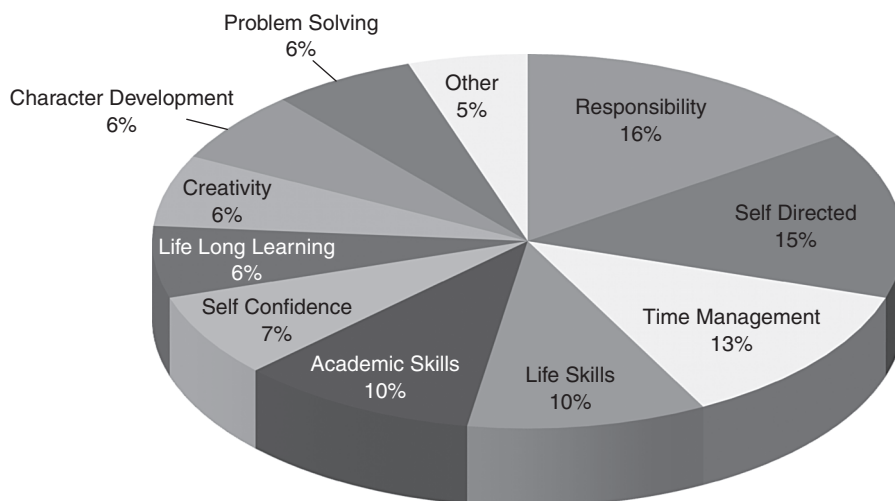 Problem Solving
6%
Other
5%
Responsibility
16%
Character Development
6%
Creativity
6%
Self Directed
15%
Life Long Learning
6%
Self Confidence
7%
Time Management
13%
Academic Skills
10%
Life Skills
10%